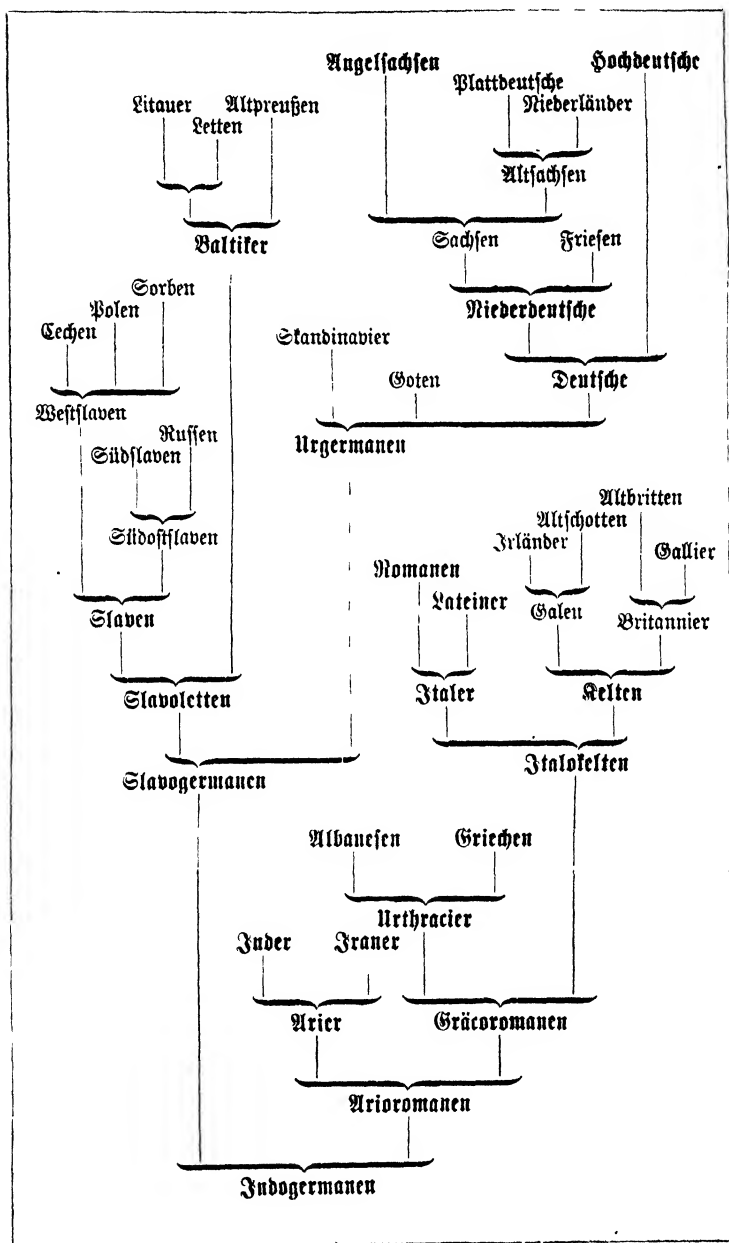 Angelſachſen
Hochdeutſche
Plattdeutſche
Niederländer
Litauer
Altpreußen
Letten
Altſachſen
Baltiker
Sachſen
Frieſen
Sorben
Polen
Čechen
Niederdeutſche
Skandinavier
Goten
Deutſche
Weſtſlaven
Urgermanen
Ruſſen
Südſlaven
Südoſtſlaven
Altbritten
Altſchotten
Irländer
Gallier
Romanen
Lateiner
Galen
Britannier
Slaven
Slavoletten
Italer
Kelten
Slavogermanen
Italokelten
Albaneſen
Griechen
Urthracier
Inder
Iraner
Arier
Gräcoromanen
Arioromanen
Indogermanen